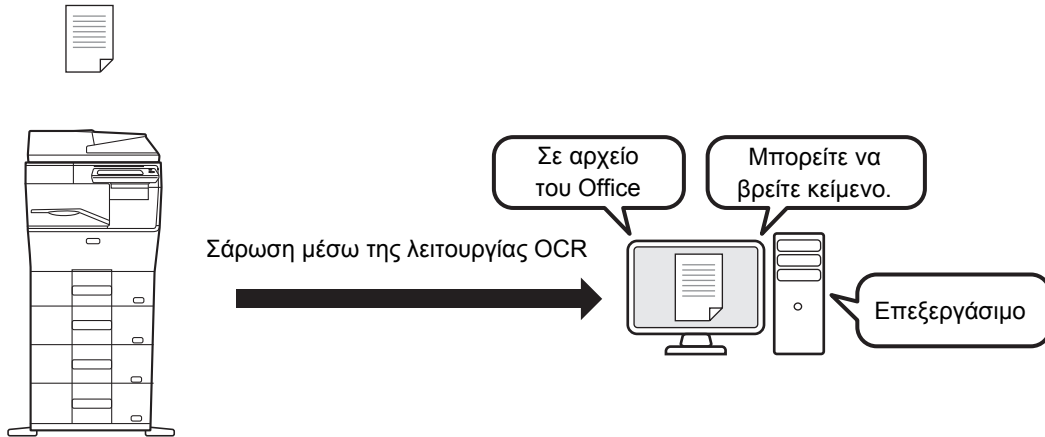 Σε αρχείο
του Office
Μπορείτε να
βρείτε κείμενο.
Σάρωση μέσω της λειτουργίας OCR
Επεξεργάσιμο